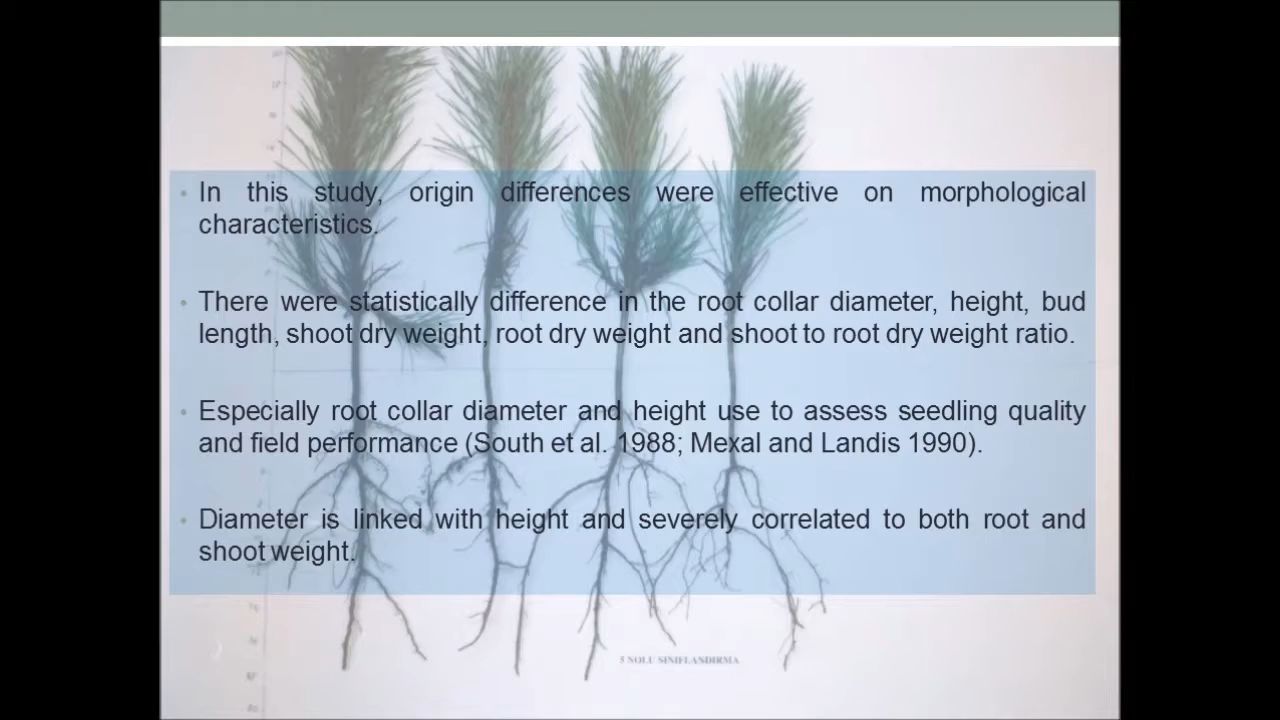 In this study, origin differences were effective on morphological
characteristics.
There were statistically difference in the root collar diameter, height, bud
length, shoot dry weight, root dry weight and shoot to root dry weight ratio.
Especially root collar diameter and height use to assess seedling quality
and field performance (South et al. 1988; Mexal and Landis 1990).
Diameter is linked with height and severely correlated to both root and
shoot weight.
5 NOLU SINIFLANDIRMA